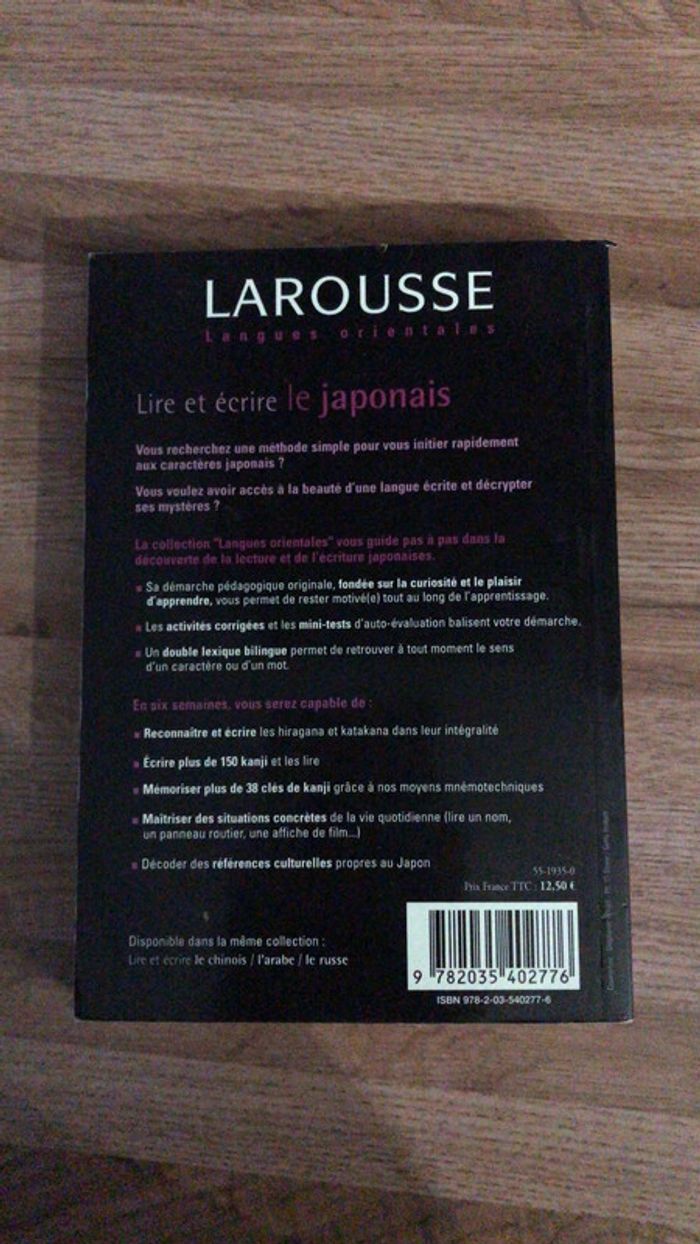 LAROUSSE
Langues orientales
Lire et écrire le japonais
Vous recherchez une méthode simple pour vous initier rapidement
aux caractères japonais ?
Vous voulez avoir accès à la beauté d'une langue écrite et décrypter
ses mystères ?
La collection "Langues orientales" vous guide pas à pas dans la
découverte de la lecture et de l'écriture japonaises.
Sa démarche pédagogique originale, fondée sur la curiosité et le plaisir
d'apprendre, vous permet de rester motivé(e) tout au long de l'apprentissage.
Les activités corrigées et les mini-tests d'auto-évaluation balisent votre démarche.
Un double lexique bilingue permet de retrouver à tout moment le sens
d'un caractère ou d'un mot.
En six semaines, vous serez capable de :
Reconnaître et écrire les hiragana et katakana dans leur intégralité
Écrire plus de 150 kanji et les lire
Mémoriser plus de 38 clés de kanji grâce à nos moyens mnémotechniques
Maîtriser des situations concrètes de la vie quotidienne (lire un nom,
un panneau routier, une affiche de film...)
Décoder des références culturelles propres au Japon
55-1935-0
Prix France TTC : 12,50 €
Disponible dans la même collection :
Lire et écrire le chinois / l'arabe / le russe
9 782035 402776
ISBN 978-2-03-540277-6